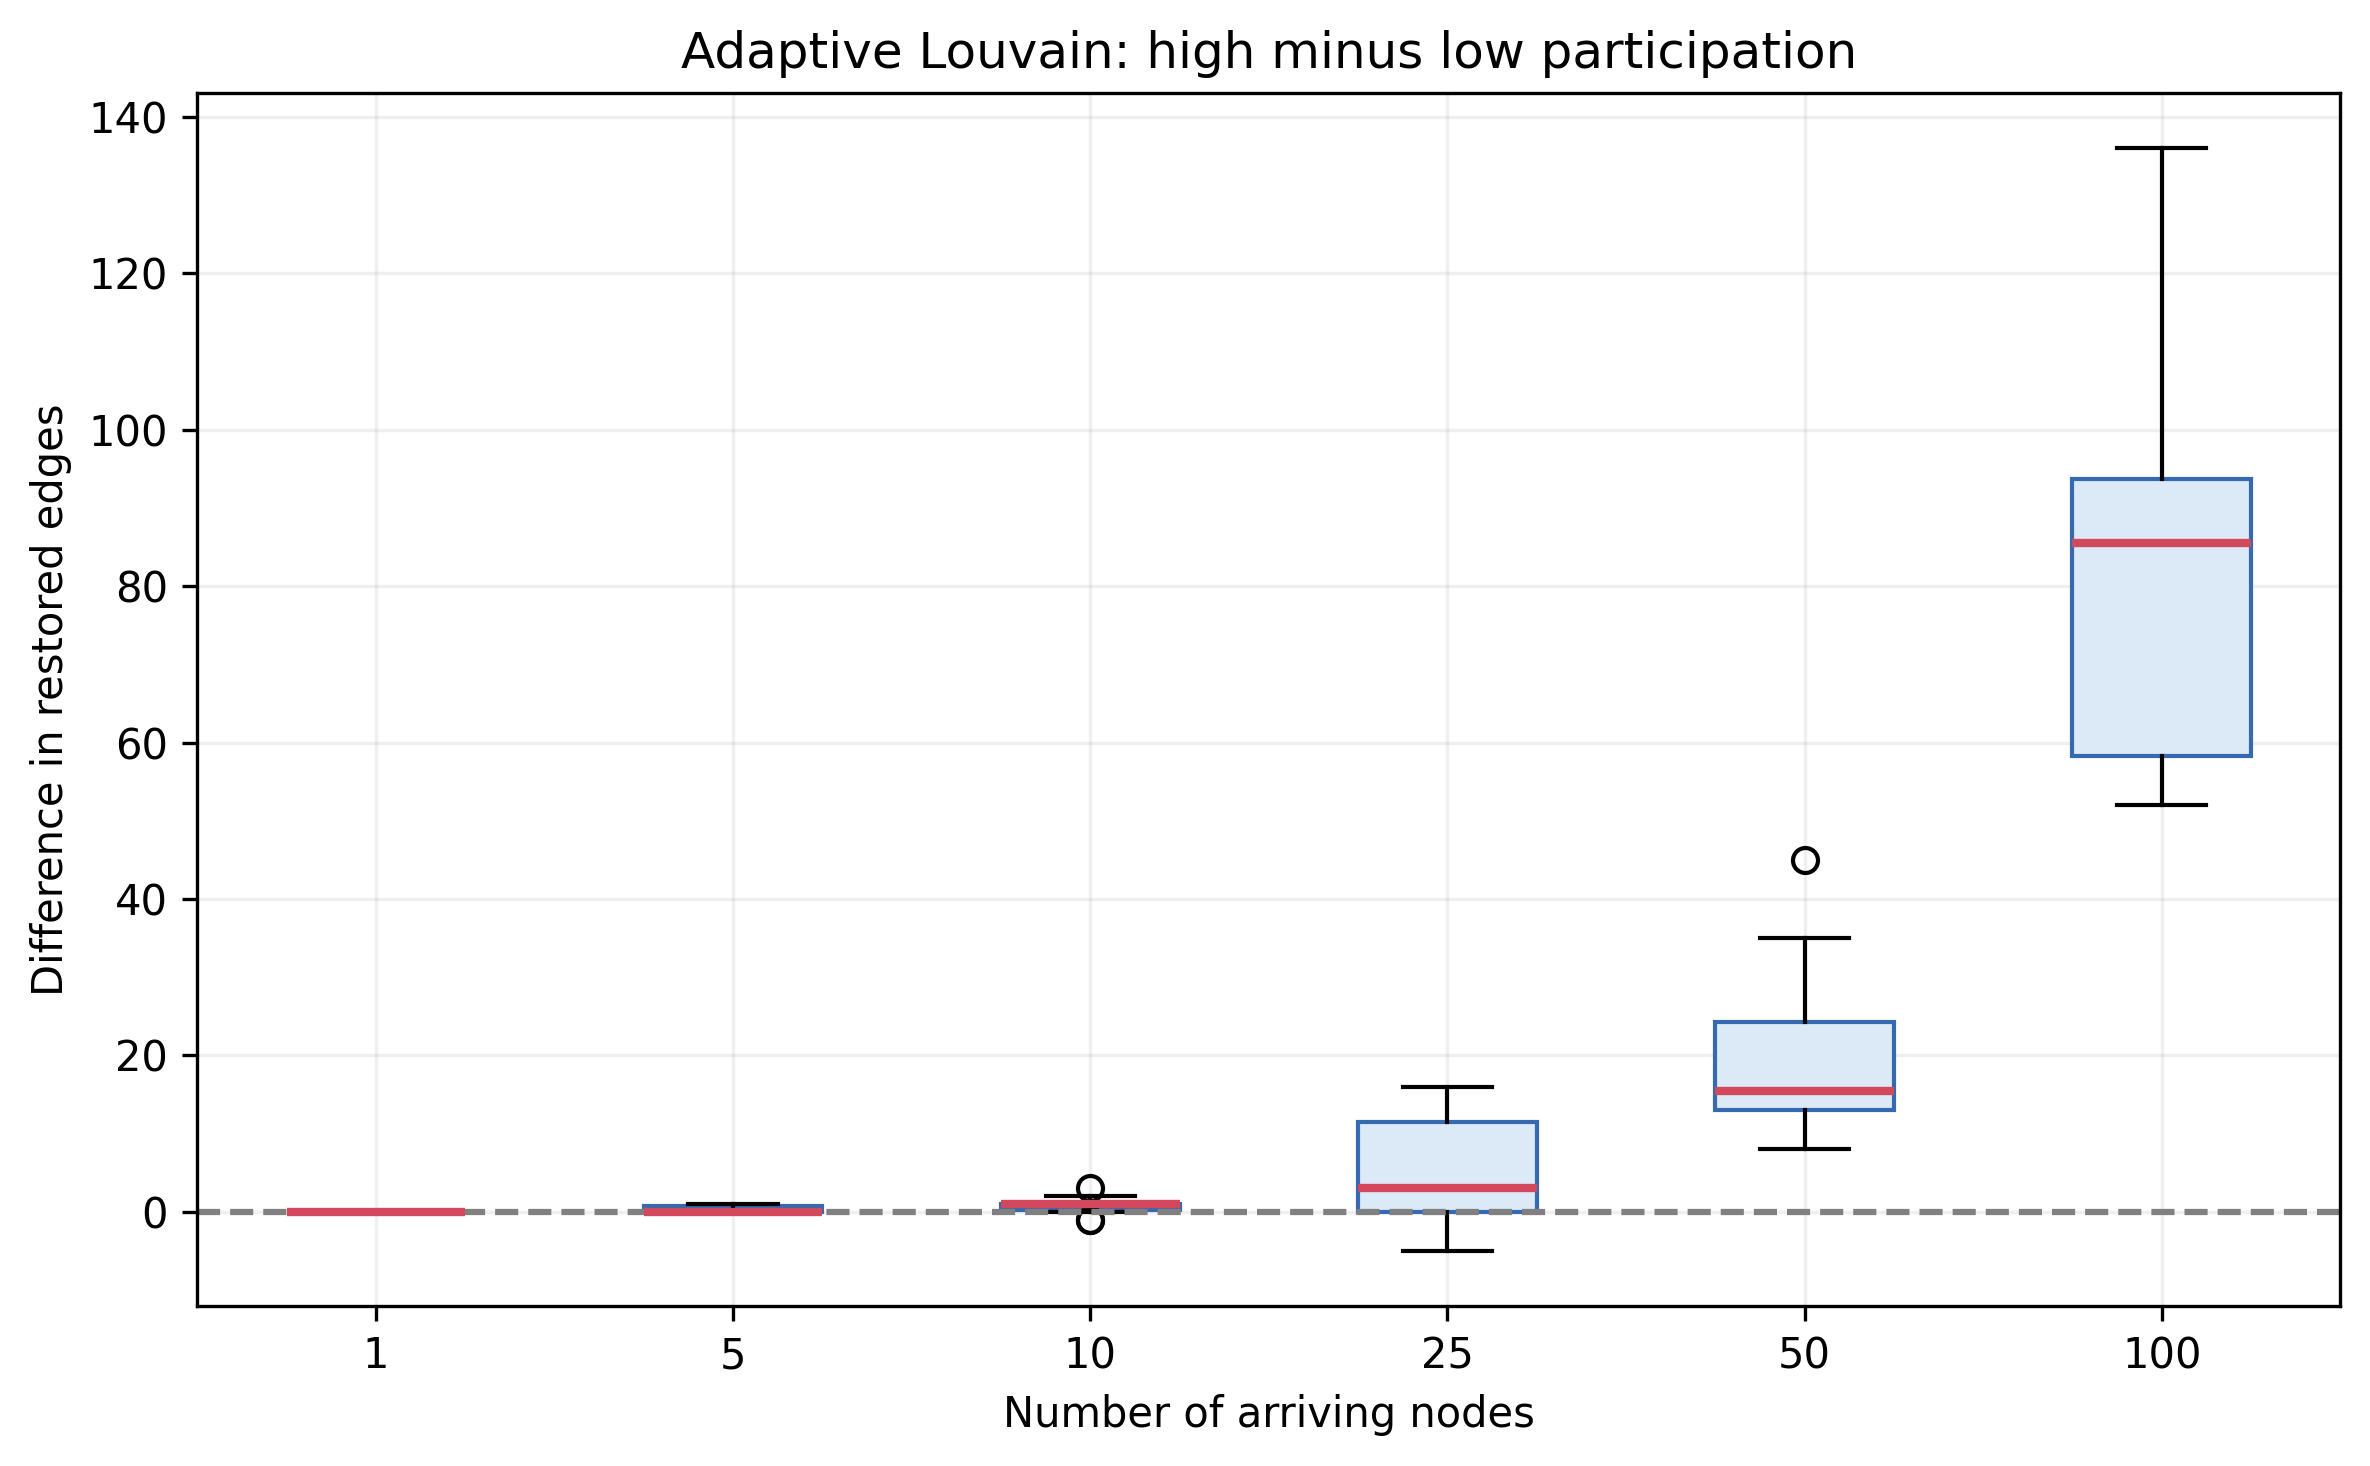 Adaptive Louvain: high minus low participation
140
120
100
80
60
40
20
0
Difference in restored edges
1 5 10 25 50 100
Number of arriving nodes